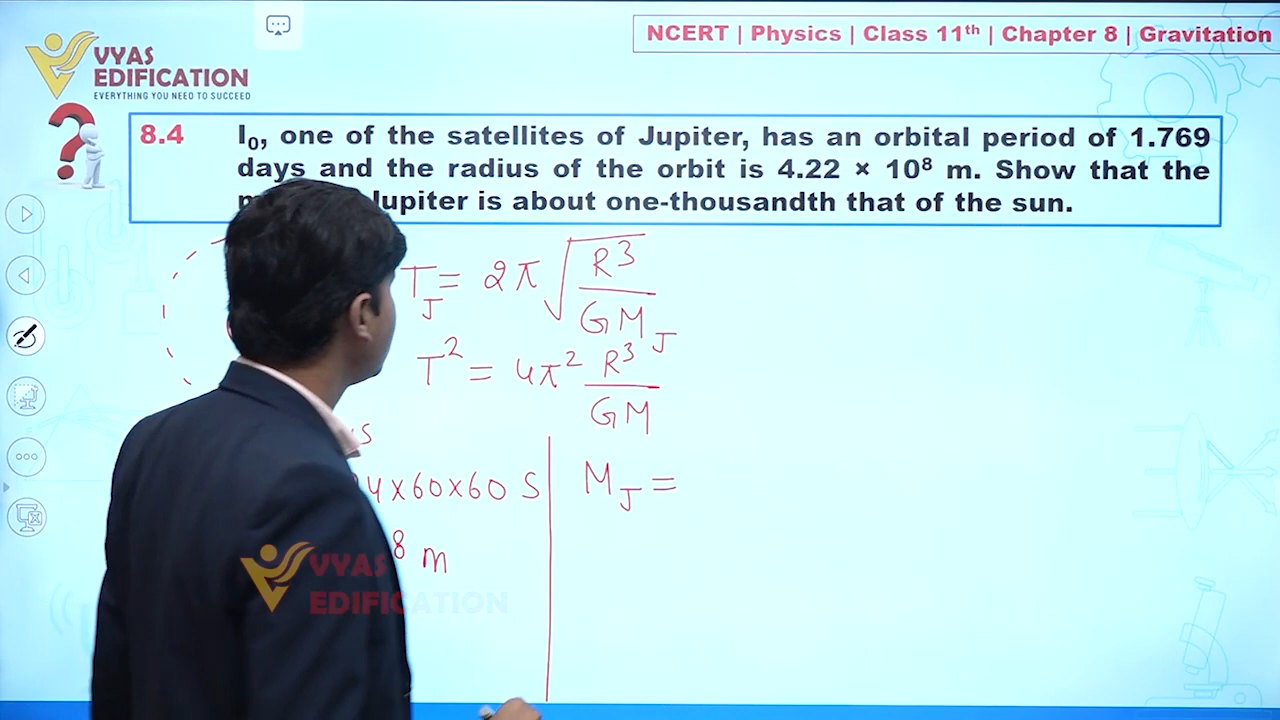 NCERT | Physics | Class 11th | Chapter 8 | Gravitation
VYAS
EDIFICATION
EVERYTHING YOU NEED TO SUCCEED
8.4 I₀, one of the satellites of Jupiter, has an orbital period of 1.769
days and the radius of the orbit is 4.22 × 10⁸ m. Show that the
Jupiter is about one-thousandth that of the sun.
T_J = 2π √(R³/GM_J)
T² = 4π² R³/GM
4×60×60 S
M_J =
⁸ m
VYAS
EDIFICATION